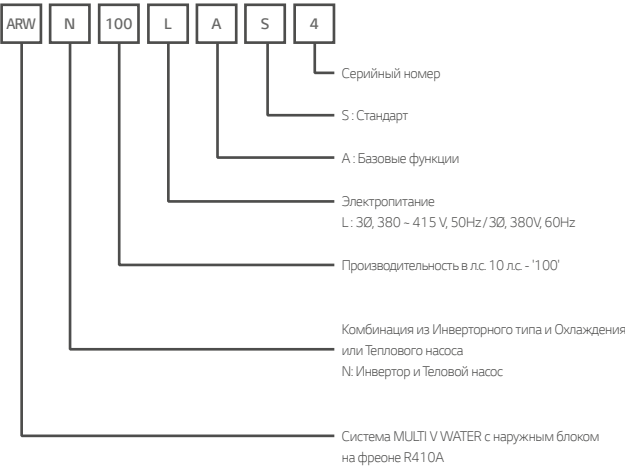 ARW N 100 L A S 4
Серийный номер
S : Стандарт
A : Базовые функции
Электропитание
L : 3Ø, 380 ~ 415 V, 50Hz / 3Ø, 380V, 60Hz
Производительность в л.с. 10 л.с. - '100'
Комбинация из Инверторного типа и Охлаждения
или Теплового насоса
N: Инвертор и Теловой насос
Система MULTI V WATER с наружным блоком
на фреоне R410A